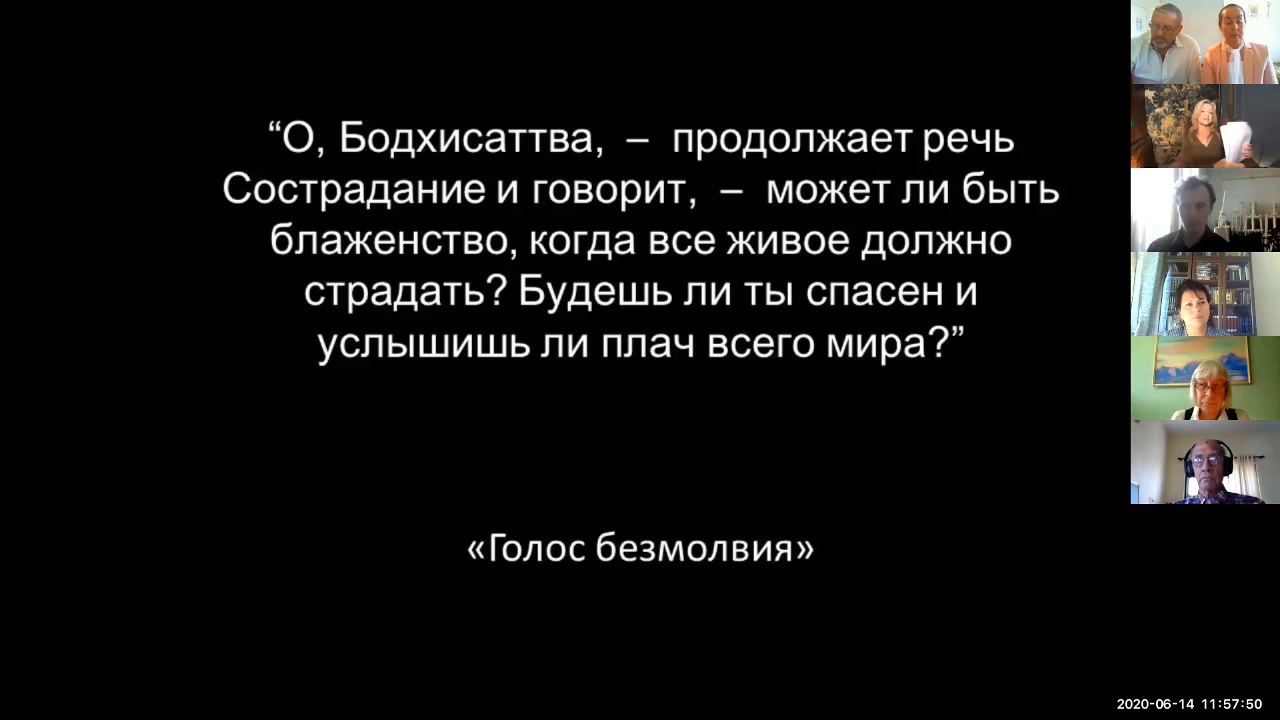 “О, Бодхисаттва, – продолжает речь
Сострадание и говорит, – может ли быть
блаженство, когда все живое должно
страдать? Будешь ли ты спасен и
услышишь ли плач всего мира?”
«Голос безмолвия»
2020-06-14 11:57:50